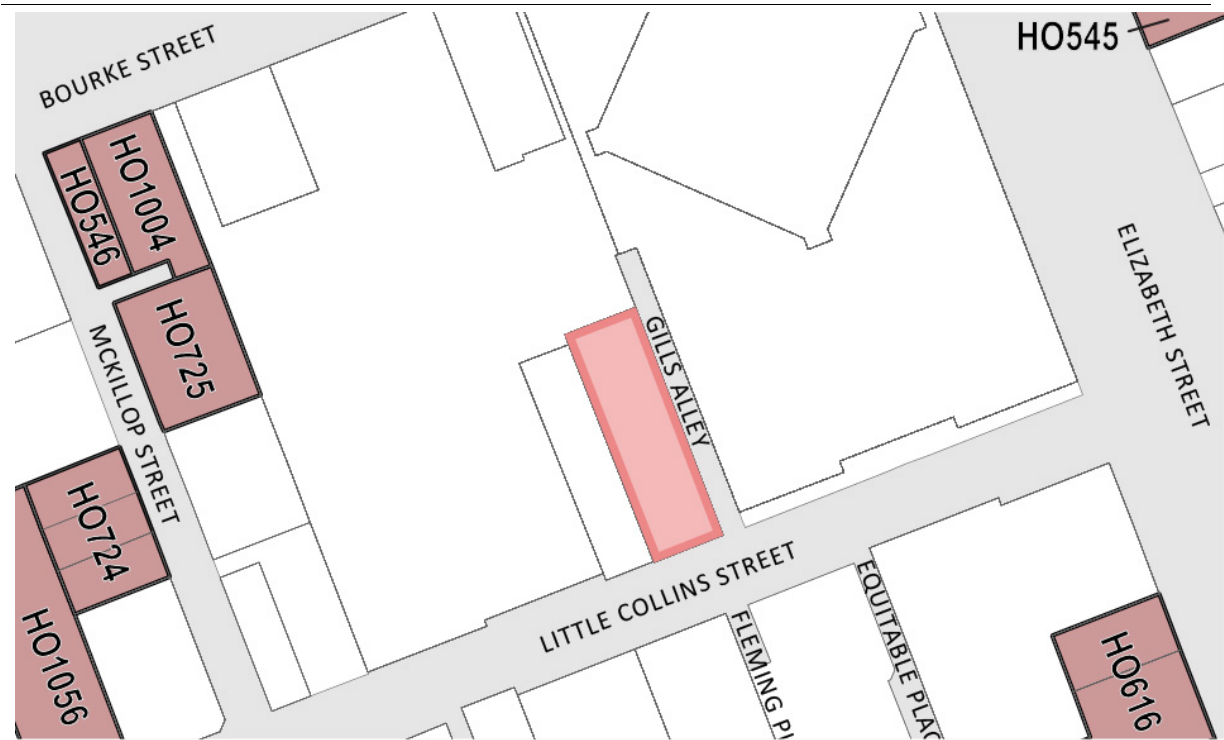 BOURKE STREET
HO545
HO1004
HO546
ELIZABETH STREET
HO725
GILLS ALLEY
MCKILLOP STREET
HO724
LITTLE COLLINS STREET
EQUITABLE PLAC
FLEMING PL
HO1056
HO616